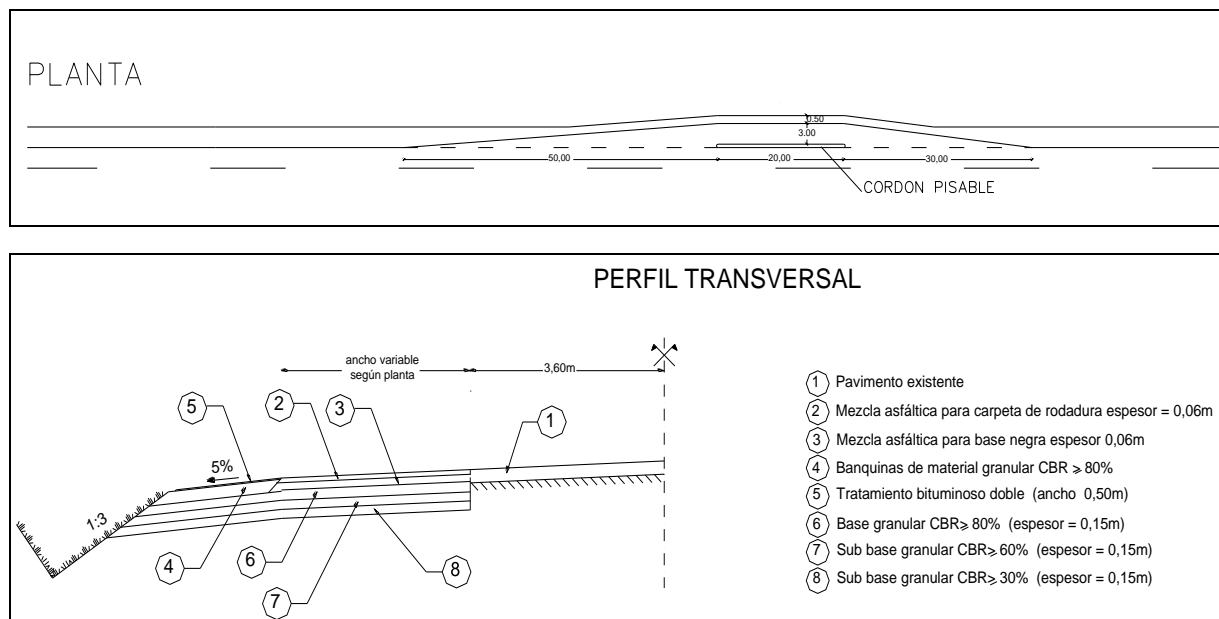 PLANTA
0.50
3.00
50,00
20,00
30,00
CORDON PISABLE
PERFIL TRANSVERSAL
ancho variable
según planta
3,60m
5
2
3
1
5%
1:3
4
6
7
8
1 Pavimento existente
2 Mezcla asfáltica para carpeta de rodadura espesor = 0,06m
3 Mezcla asfáltica para base negra espesor 0,06m
4 Banquinas de material granular CBR ≥ 80%
5 Tratamiento bituminoso doble (ancho 0,50m)
6 Base granular CBR≥ 80% (espesor = 0,15m)
7 Sub base granular CBR≥ 60% (espesor = 0,15m)
8 Sub base granular CBR≥ 30% (espesor = 0,15m)